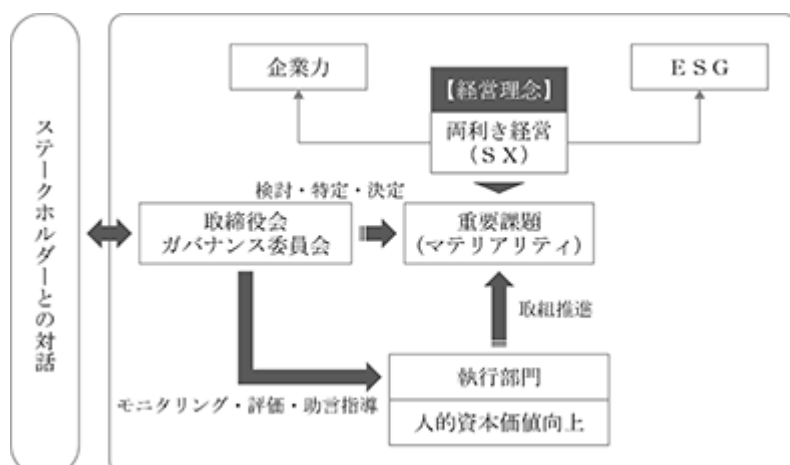 ステークホルダーとの対話
企業力
【経営理念】
両利き経営
（ＳＸ）
ＥＳＧ
検討・特定・決定
取締役会
ガバナンス委員会
重要課題
（マテリアリティ）
取組推進
執行部門
人的資本価値向上
モニタリング・評価・助言指導